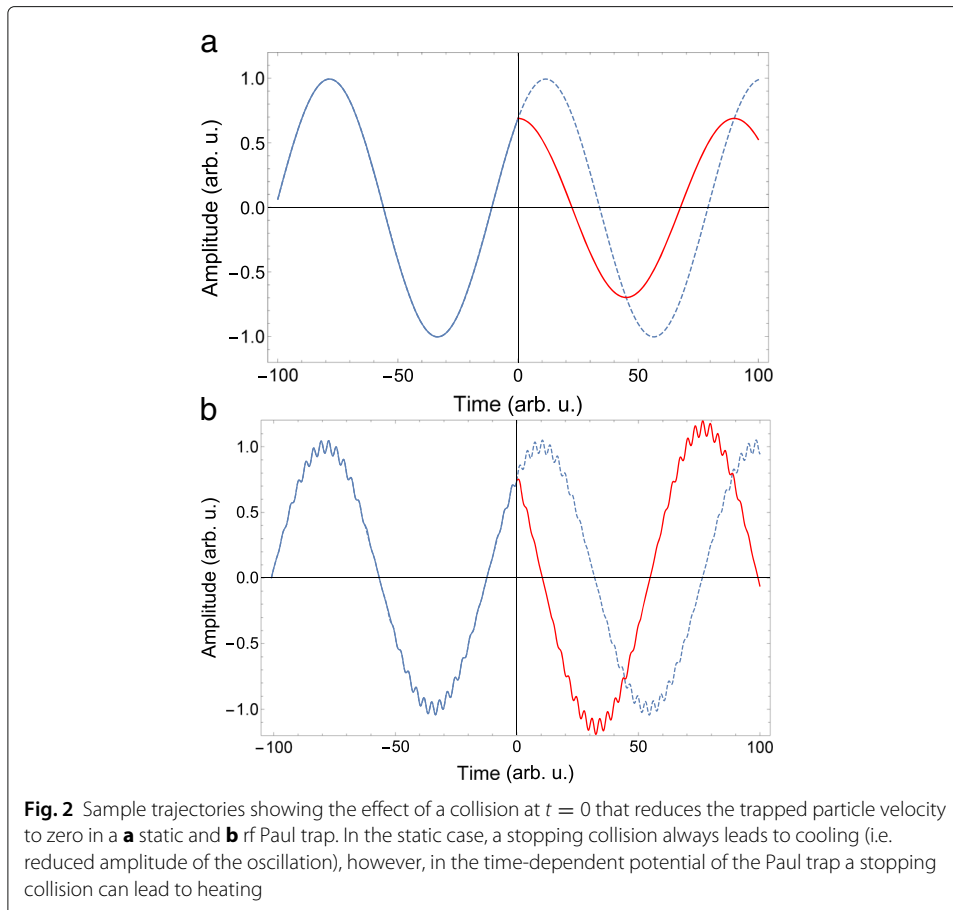 a
Amplitude (arb. u.)
1.0
0.5
0.0
−0.5
−1.0
−100
−50
0
50
100
Time (arb. u.)
b
Amplitude (arb. u.)
1.0
0.5
0.0
−0.5
−1.0
−100
−50
0
50
100
Time (arb. u.)
Fig. 2 Sample trajectories showing the effect of a collision at t = 0 that reduces the trapped particle velocity
to zero in a a static and b rf Paul trap. In the static case, a stopping collision always leads to cooling (i.e.
reduced amplitude of the oscillation), however, in the time-dependent potential of the Paul trap a stopping
collision can lead to heating